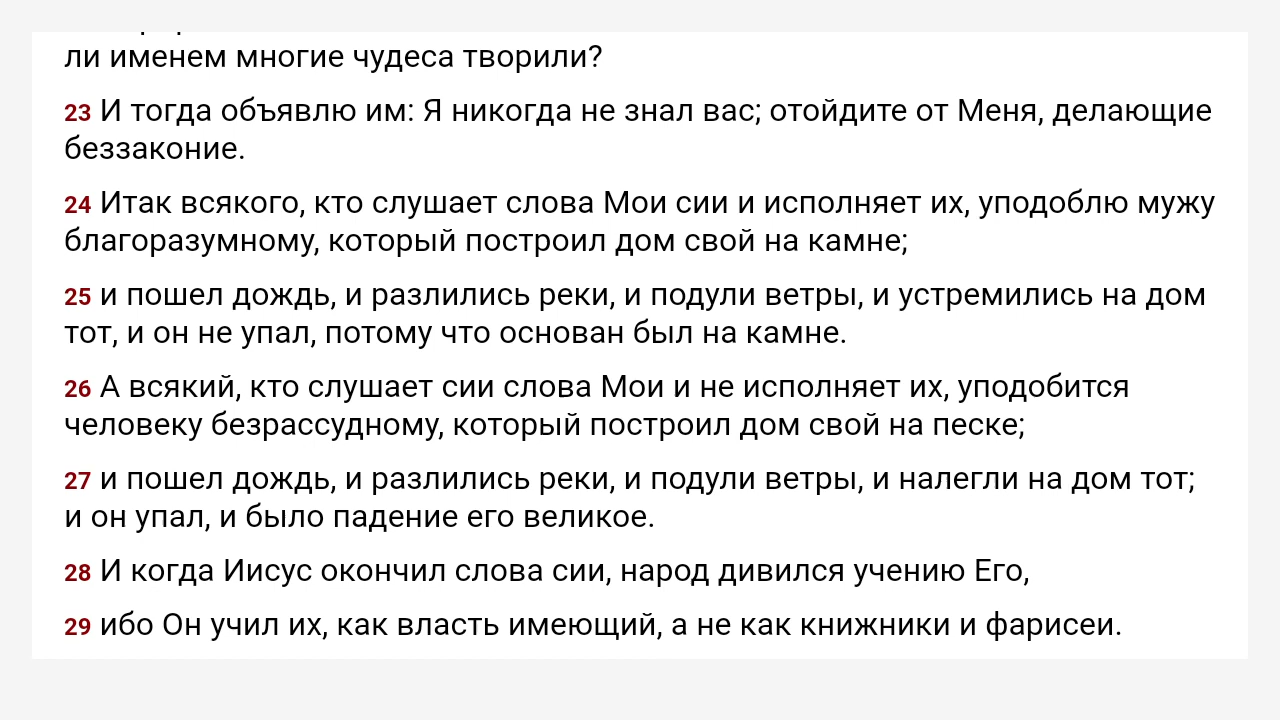 ли именем многие чудеса творили?
23 И тогда объявлю им: Я никогда не знал вас; отойдите от Меня, делающие
беззаконие.
24 Итак всякого, кто слушает слова Мои сии и исполняет их, уподоблю мужу
благоразумному, который построил дом свой на камне;
25 и пошел дождь, и разлились реки, и подули ветры, и устремились на дом
тот, и он не упал, потому что основан был на камне.
26 А всякий, кто слушает сии слова Мои и не исполняет их, уподобится
человеку безрассудному, который построил дом свой на песке;
27 и пошел дождь, и разлились реки, и подули ветры, и налегли на дом тот;
и он упал, и было падение его великое.
28 И когда Иисус окончил слова сии, народ дивился учению Его,
29 ибо Он учил их, как власть имеющий, а не как книжники и фарисеи.